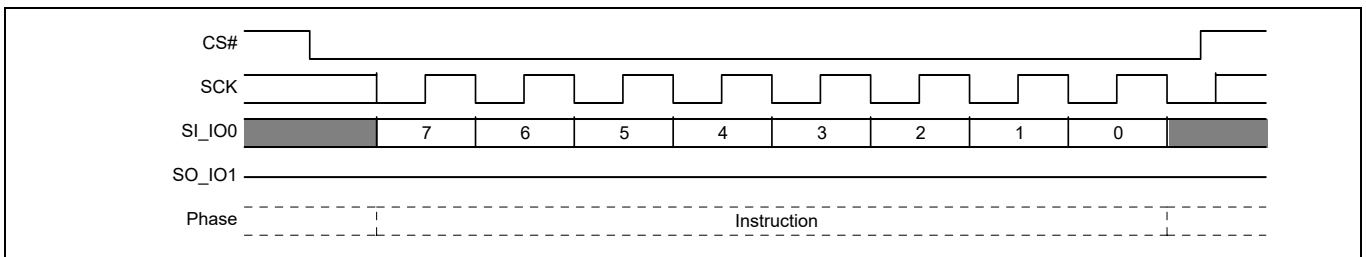 CS#
SCK
SI_IO0 7 6 5 4 3 2 1 0
SO_IO1
Phase Instruction